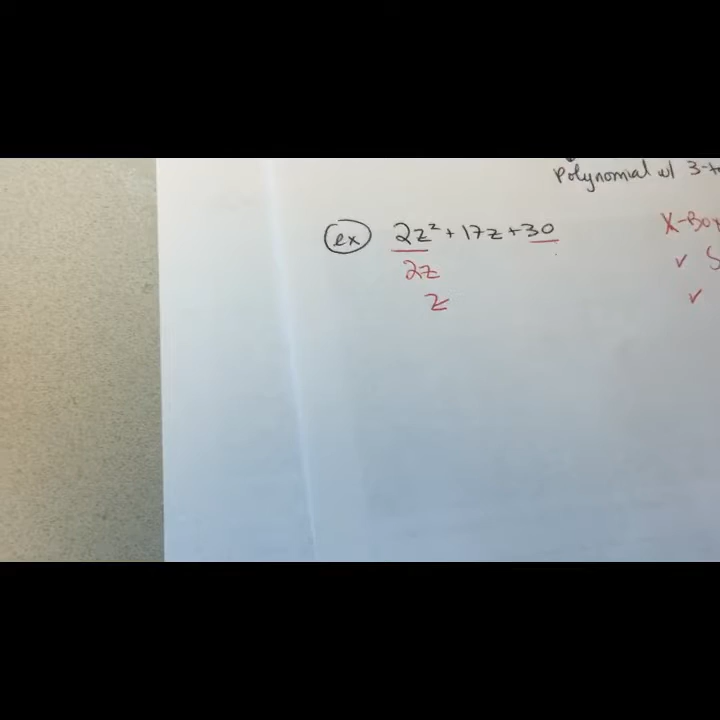 polynomial w/ 3-
ex 2z² + 17z + 30
2z
z
X-Box
✓
✓